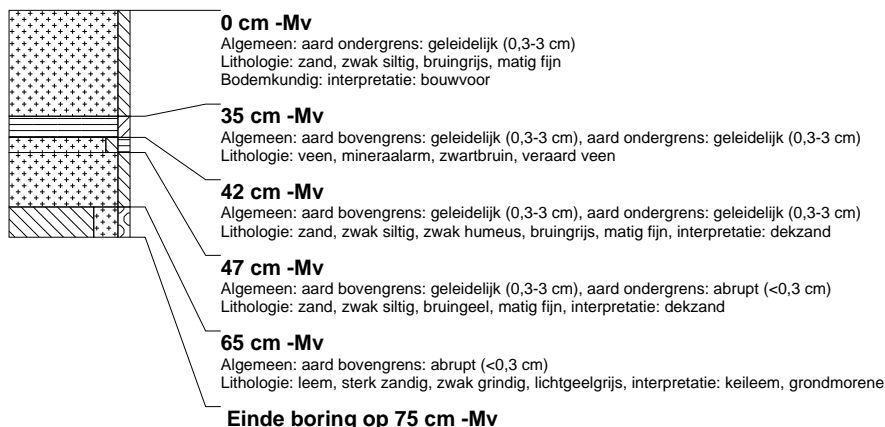 0 cm -Mv
Algemeen: aard ondergrens: geleidelijk (0,3-3 cm)
Lithologie: zand, zwak siltig, bruingrijs, matig fijn
Bodemkundig: interpretatie: bouwvoor
35 cm -Mv
Algemeen: aard bovengrens: geleidelijk (0,3-3 cm), aard ondergrens: geleidelijk (0,3-3 cm)
Lithologie: veen, mineraalarm, zwartbruin, veraard veen
42 cm -Mv
Algemeen: aard bovengrens: geleidelijk (0,3-3 cm), aard ondergrens: geleidelijk (0,3-3 cm)
Lithologie: zand, zwak siltig, zwak humeus, bruingrijs, matig fijn, interpretatie: dekzand
47 cm -Mv
Algemeen: aard bovengrens: geleidelijk (0,3-3 cm), aard ondergrens: abrupt (<0,3 cm)
Lithologie: zand, zwak siltig, bruingeel, matig fijn, interpretatie: dekzand
65 cm -Mv
Algemeen: aard bovengrens: abrupt (<0,3 cm)
Lithologie: leem, sterk zandig, zwak grindig, lichtgeelgrijs, interpretatie: keileem, grondmorene
Einde boring op 75 cm -Mv